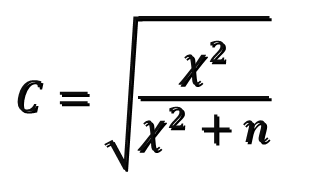 C = √(χ² / (χ² + n))